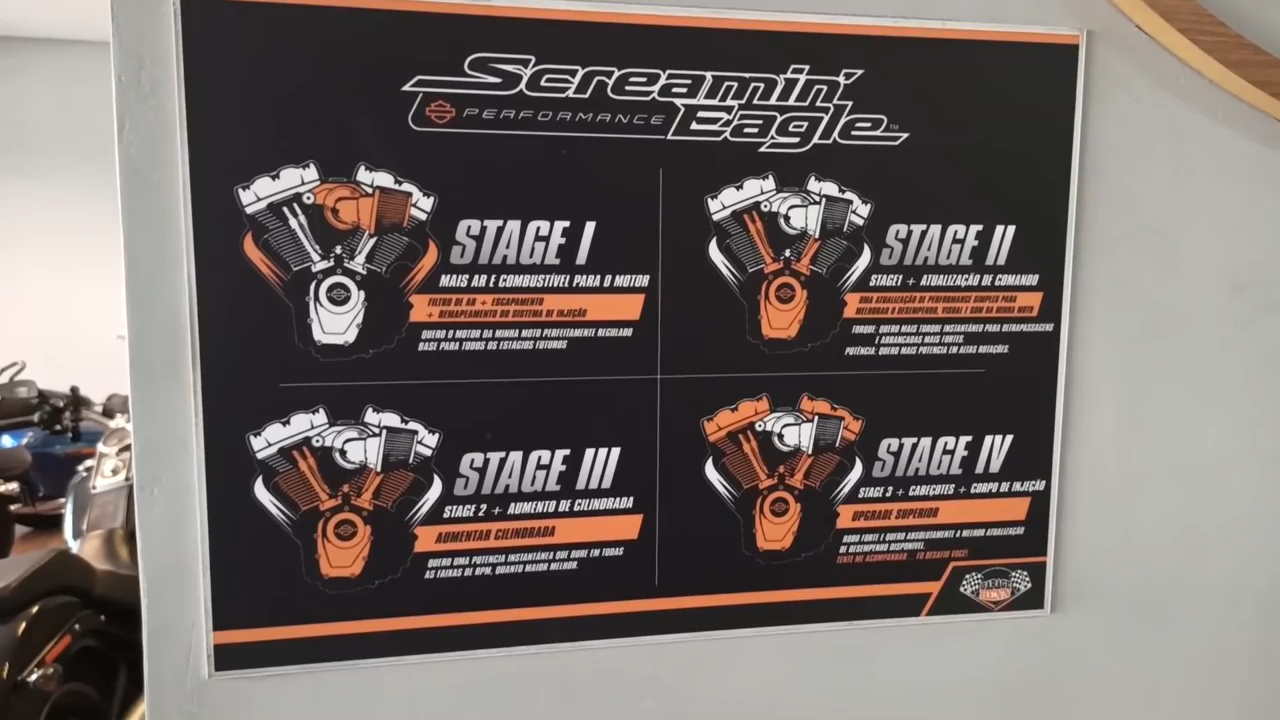 Screamin'
Eagle™
PERFORMANCE
STAGE I
MAIS AR E COMBUSTÍVEL PARA O MOTOR
FILTRO DE AR + ESCAPAMENTO
+ REMAPEAMENTO DO SISTEMA DE INJEÇÃO
QUERO O MOTOR DA MINHA MOTO PERFEITAMENTE REGULADO
BASE PARA TODOS OS ESTÁGIOS FUTUROS
STAGE II
STAGE1 + ATUALIZAÇÃO DE COMANDO
UMA ATUALIZAÇÃO DE PERFORMANCE SIMPLES PARA
MELHORAR O DESEMPENHO, VISUAL E SOM DA MINHA MOTO
TORQUE: QUERO MAIS TORQUE INSTANTÂNEO PARA ULTRAPASSAGENS
E ARRANCADAS MAIS FORTES.
POTÊNCIA: QUERO MAIS POTENCIA EM ALTAS ROTAÇÕES.
STAGE III
STAGE 2 + AUMENTO DE CILINDRADA
AUMENTAR CILINDRADA
QUERO UMA POTENCIA INSTANTÂNEA QUE DURE EM TODAS
AS FAIXAS DE RPM, QUANTO MAIOR MELHOR.
STAGE IV
STAGE 3 + CABEÇOTES + CORPO DE INJEÇÃO
UPGRADE SUPERIOR
RODO FORTE E QUERO ABSOLUTAMENTE A MELHOR ATUALIZAÇÃO
DE DESEMPENHO DISPONÍVEL.
TENTE ME ACOMPANHAR ... EU DESAFIO VOCÊ!
GARAGE